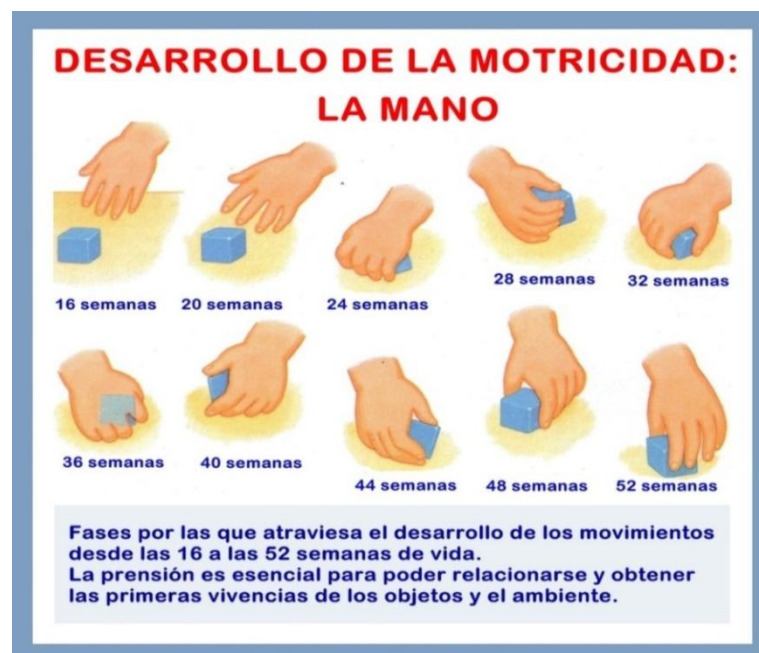 DESARROLLO DE LA MOTRICIDAD:
LA MANO
16 semanas
20 semanas
24 semanas
28 semanas
32 semanas
36 semanas
40 semanas
44 semanas
48 semanas
52 semanas
Fases por las que atraviesa el desarrollo de los movimientos
desde las 16 a las 52 semanas de vida.
La prensión es esencial para poder relacionarse y obtener
las primeras vivencias de los objetos y el ambiente.